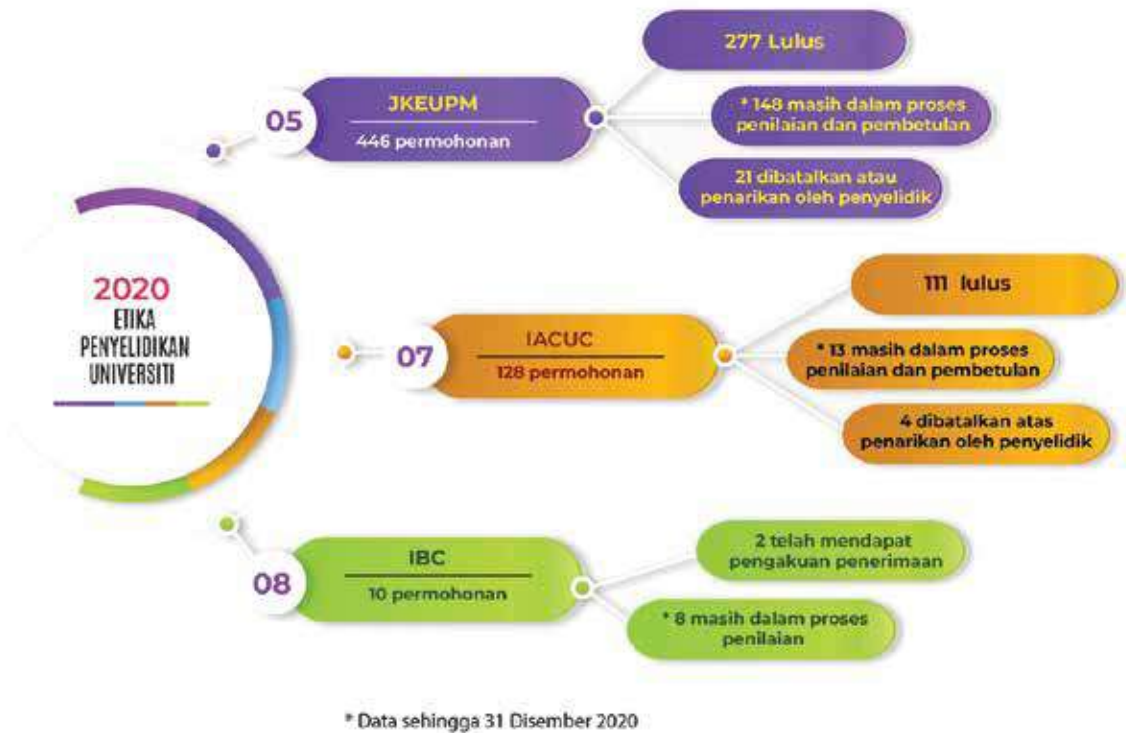 2020
ETIKA
PENYELIDIKAN
UNIVERSITI
05
JKEUPM
446 permohonan
277 Lulus
* 148 masih dalam proses
penilaian dan pembetulan
21 dibatalkan atau
penarikan oleh penyelidik
07
IACUC
128 permohonan
111 lulus
* 13 masih dalam proses
penilaian dan pembetulan
4 dibatalkan atas
penarikan oleh penyelidik
08
IBC
10 permohonan
2 telah mendapat
pengakuan penerimaan
* 8 masih dalam proses
penilaian
* Data sehingga 31 Disember 2020